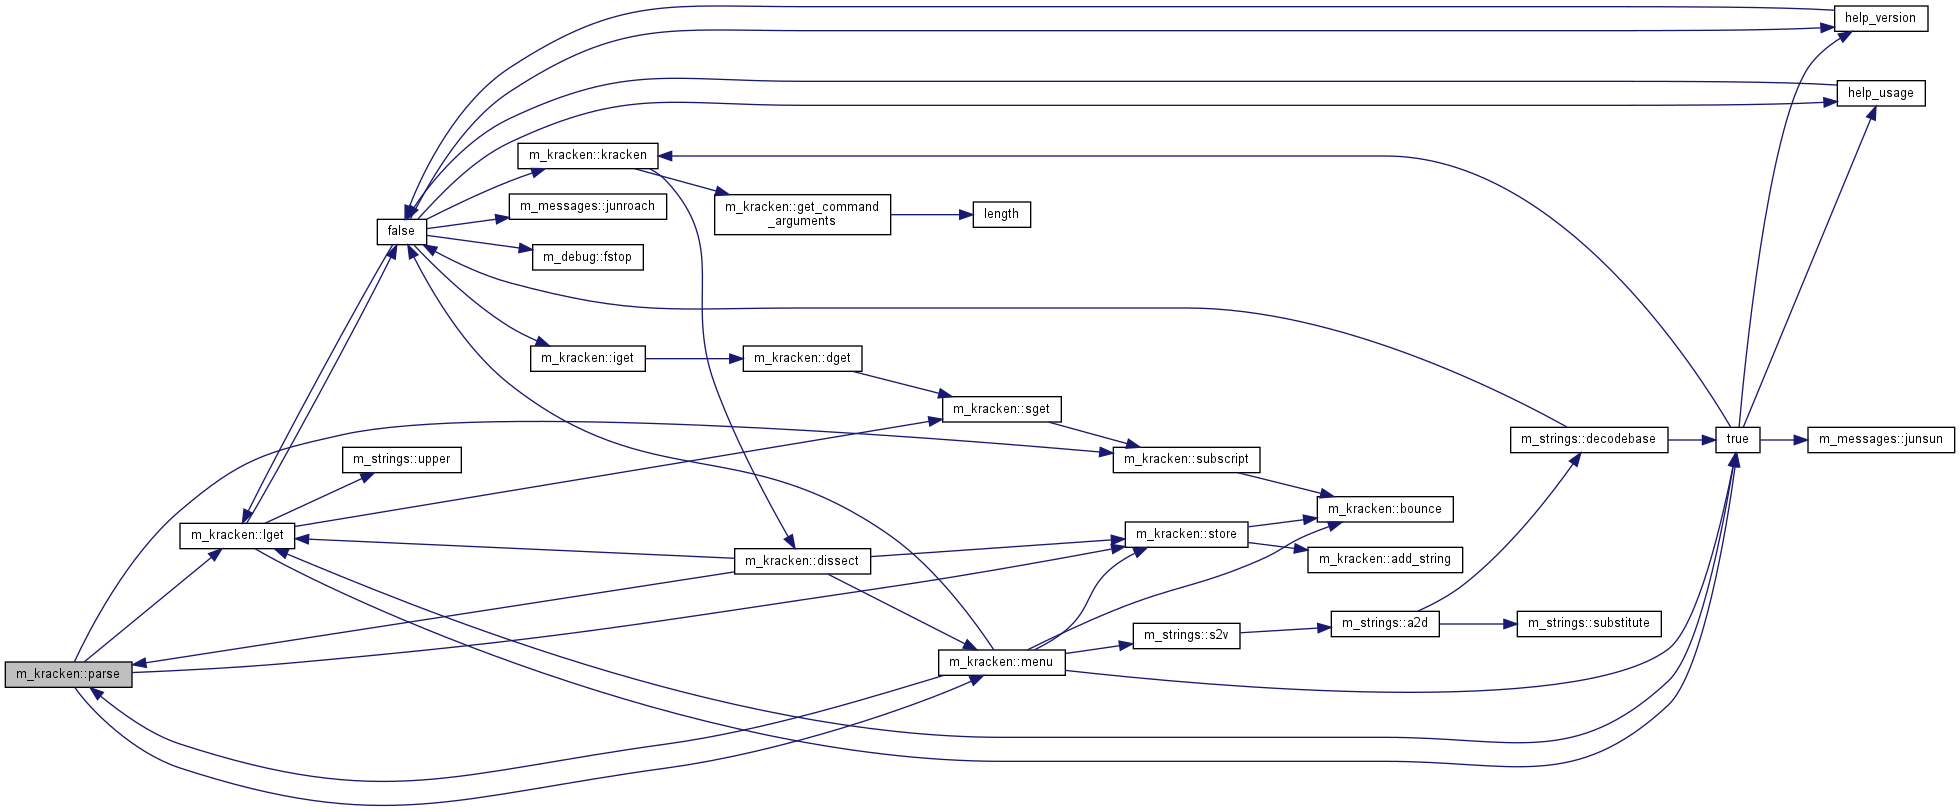 help_version
help_usage
m_kracken::kracken
m_messages::junroach
m_kracken::get_command
_arguments
length
false
m_debug::fstop
m_kracken::iget
m_kracken::dget
m_kracken::sget
m_strings::upper
m_kracken::subscript
m_strings::decodebase
true
m_messages::junsun
m_kracken::lget
m_kracken::bounce
m_kracken::store
m_kracken::dissect
m_kracken::add_string
m_strings::s2v
m_strings::a2d
m_strings::substitute
m_kracken::parse
m_kracken::menu